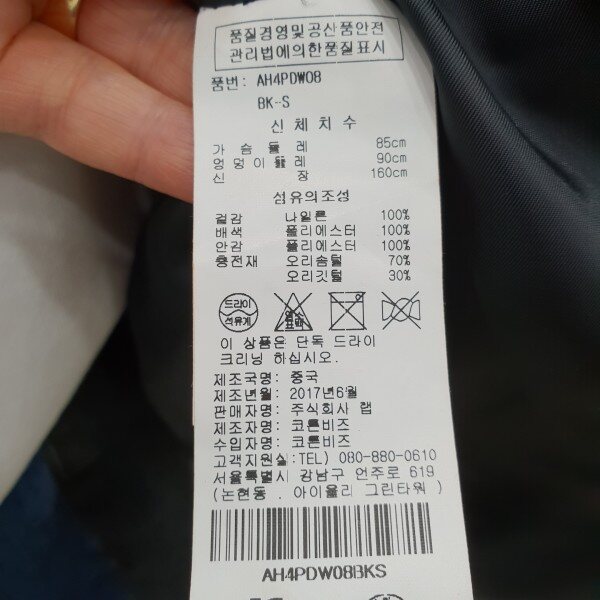 품질경영및공산품안전
관리법에의한품질표시
품번: AH4PDW08
BK-S
신체치수
가슴둘레 85cm
엉덩이둘레 90cm
신장 160cm
섬유의조성
겉감 나일론 100%
배색 폴리에스터 100%
안감 폴리에스터 100%
충전재 오리솜털 70%
오리깃털 30%
드라이
석유계
염소
표백
이 상품은 단독 드라이
크리닝 하십시오.
제조국명: 중국
제조년월: 2017년6월
판매자명: 주식회사 햅
제조자명: 코튼비즈
수입자명: 코튼비즈
고객지원실:TEL) 080-880-0610
서울특별시 강남구 언주로 619
(논현동 . 아이올리 그린타워 )
AH4PDW08BKS